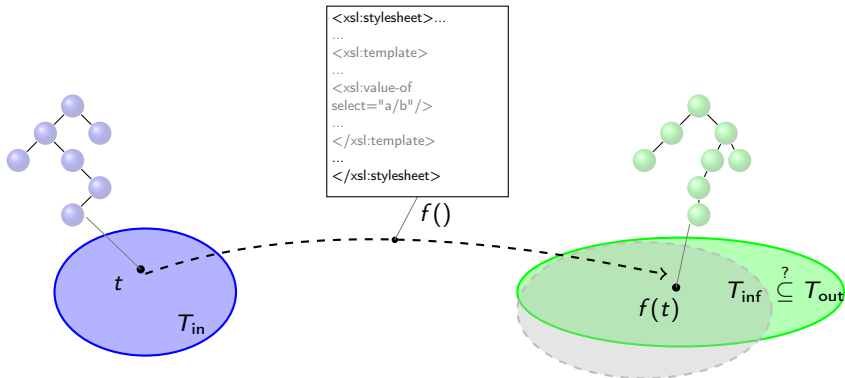 <xsl:stylesheet>...
...
<xsl:template>
...
<xsl:value-of
select="a/b"/>
...
</xsl:template>
...
</xsl:stylesheet>
f()
t
T_in
f(t)
T_inf ⊆? T_out